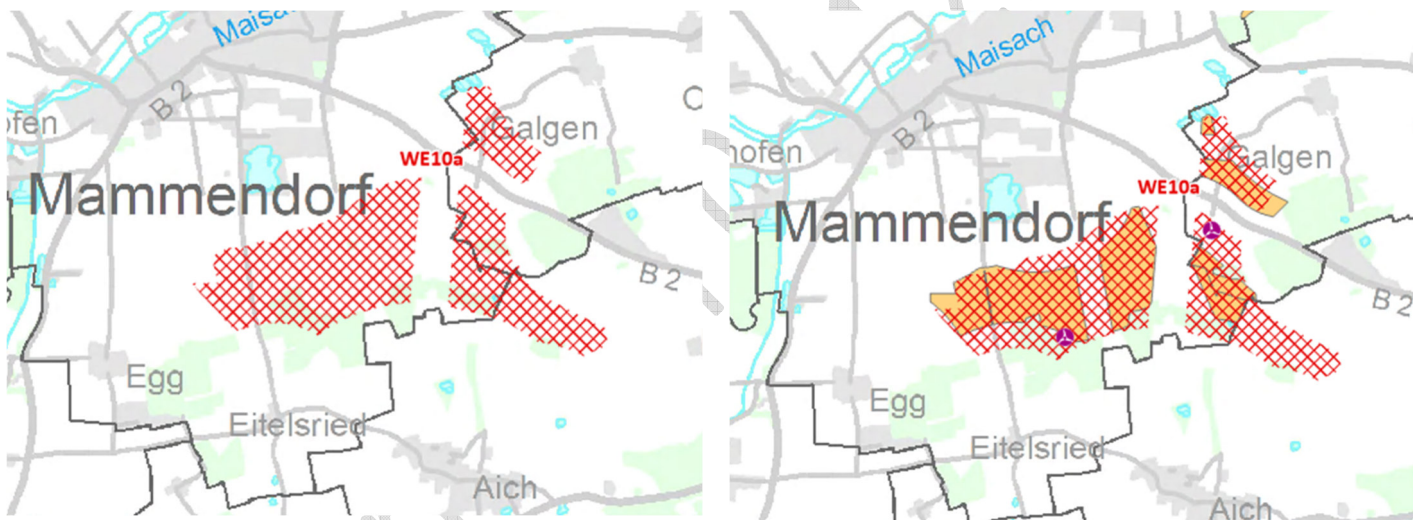 Maisa
B 2
ofen
Galgen
C
WE10a
Mammendorf
B 2
Egg
Eitelsried
Aich
Maisach
B 2
hofen
Galgen
WE10a
Mammendorf
B 2
Egg
Eitelsried
Aich